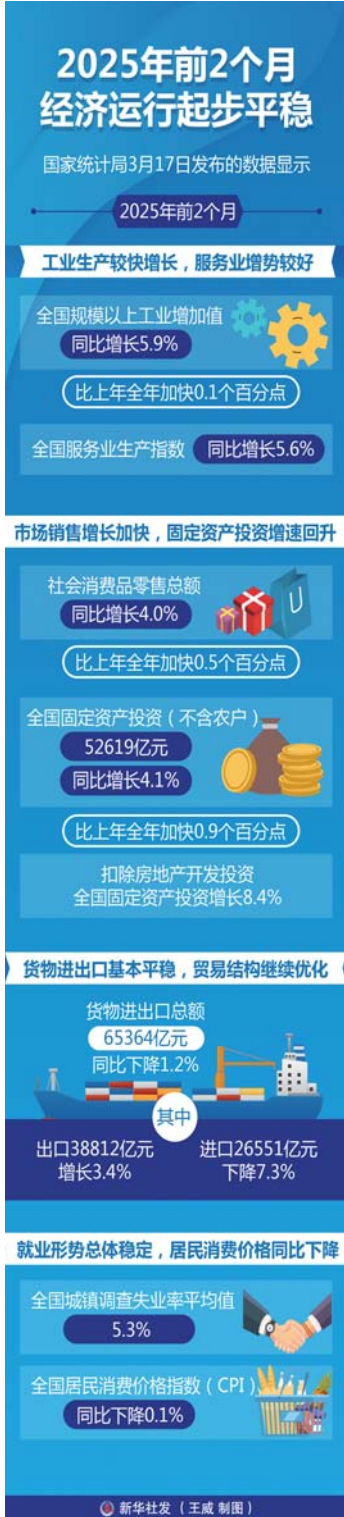 2025年前2个月
经济运行起步平稳
国家统计局3月17日发布的数据显示
2025年前2个月
工业生产较快增长，服务业增势较好
全国规模以上工业增加值
同比增长5.9%
比上年全年加快0.1个百分点
全国服务业生产指数 同比增长5.6%
市场销售增长加快，固定资产投资增速回升
社会消费品零售总额
同比增长4.0%
比上年全年加快0.5个百分点
全国固定资产投资（不含农户）
52619亿元
同比增长4.1%
比上年全年加快0.9个百分点
扣除房地产开发投资
全国固定资产投资增长8.4%
货物进出口基本平稳，贸易结构继续优化
货物进出口总额
65364亿元
同比下降1.2%
其中
出口38812亿元
增长3.4%
进口26551亿元
下降7.3%
就业形势总体稳定，居民消费价格同比下降
全国城镇调查失业率平均值
5.3%
全国居民消费价格指数（CPI）
同比下降0.1%
新华社发（王威 制图）